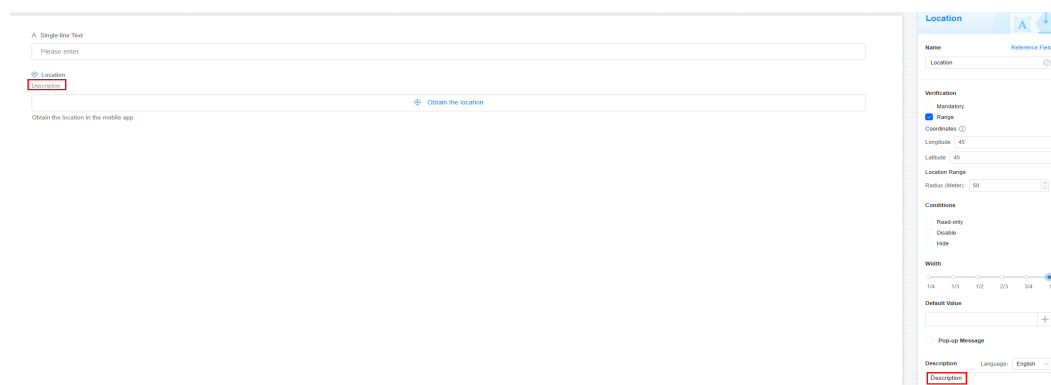 A Single-line Text
Please enter
Location
Description
Obtain the location
Obtain the location in the mobile app.
Location
A
Name Reference Field
Location
Verification
Mandatory
Range
Coordinates
Longitude 45
Latitude 45
Location Range
Radius (Meter): 50
Conditions
Read-only
Disable
Hide
Width
1/4 1/3 1/2 2/3 3/4 1
Default Value
Pop-up Message
Description Language: English
Description